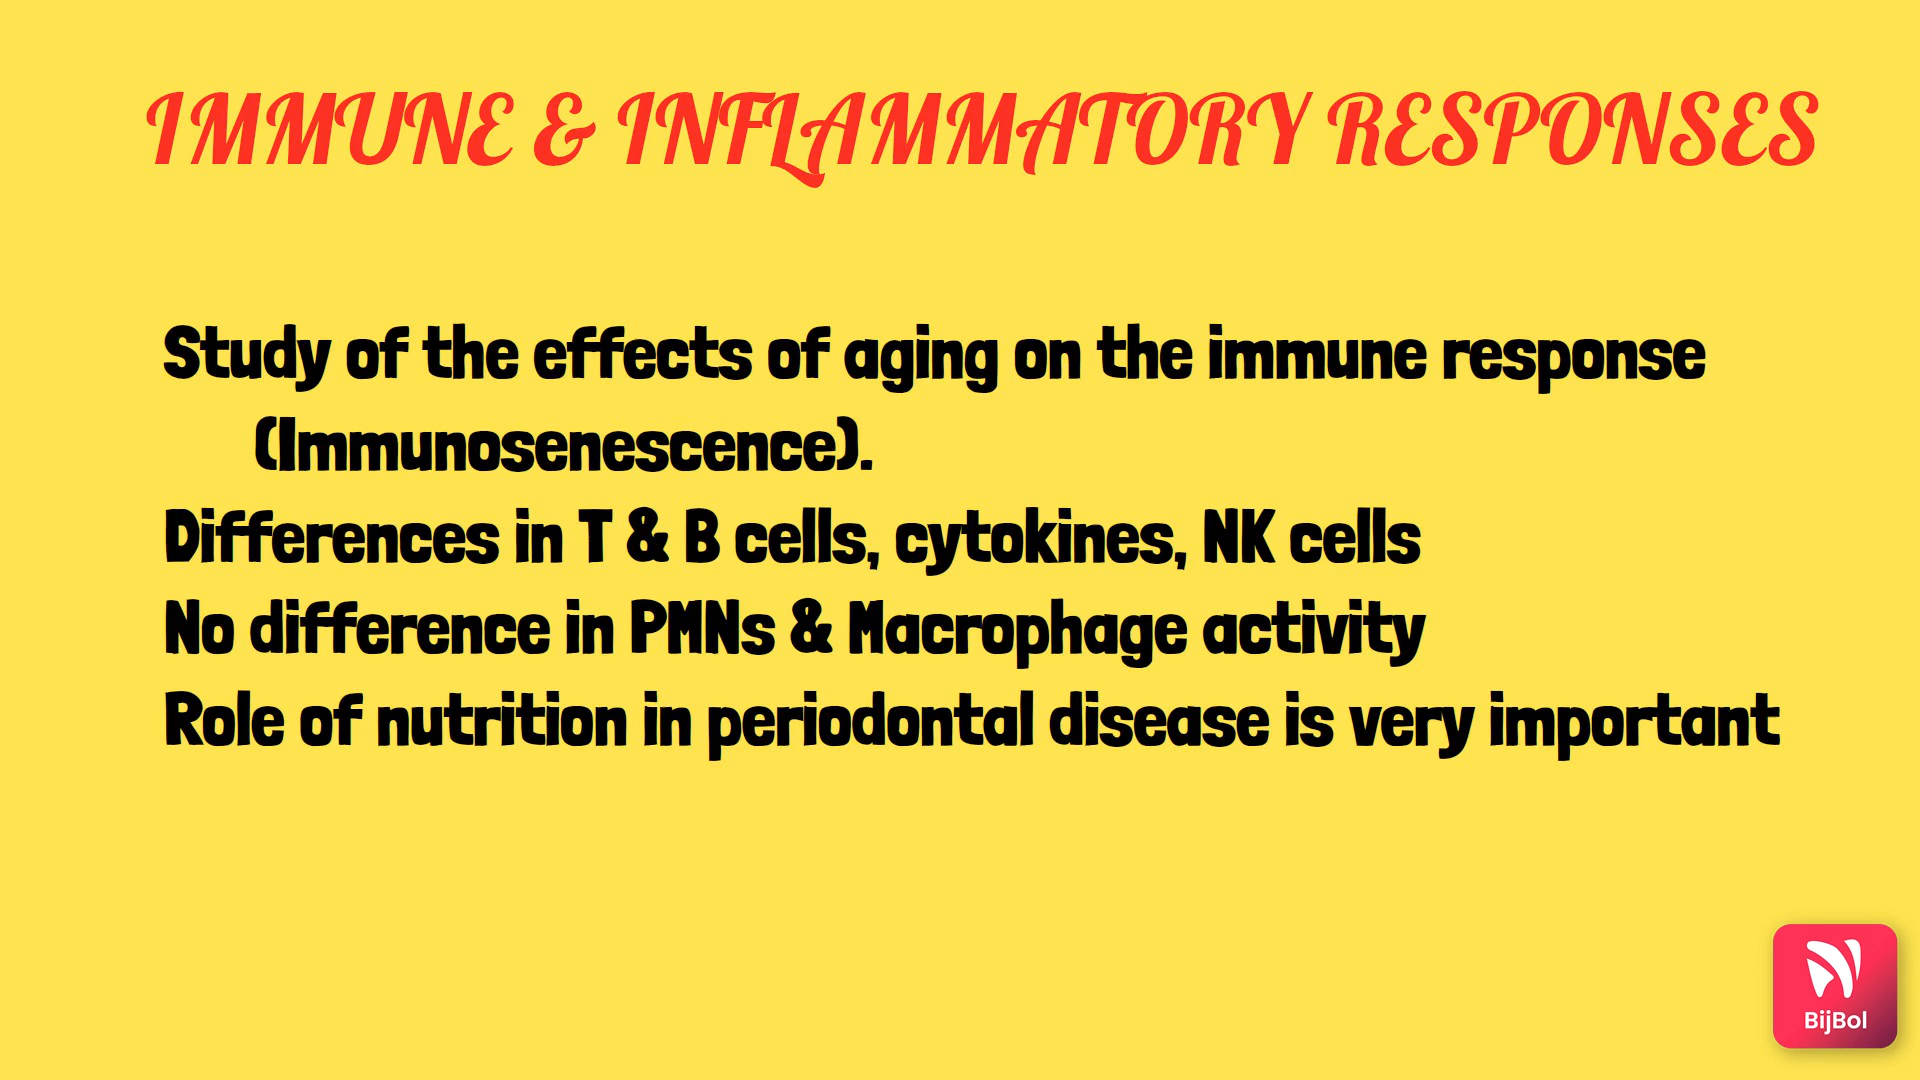 IMMUNE & INFLAMMATORY RESPONSES
Study of the effects of aging on the immune response
(Immunosenescence).
Differences in T & B cells, cytokines, NK cells
No difference in PMNs & Macrophage activity
Role of nutrition in periodontal disease is very important
BijBol